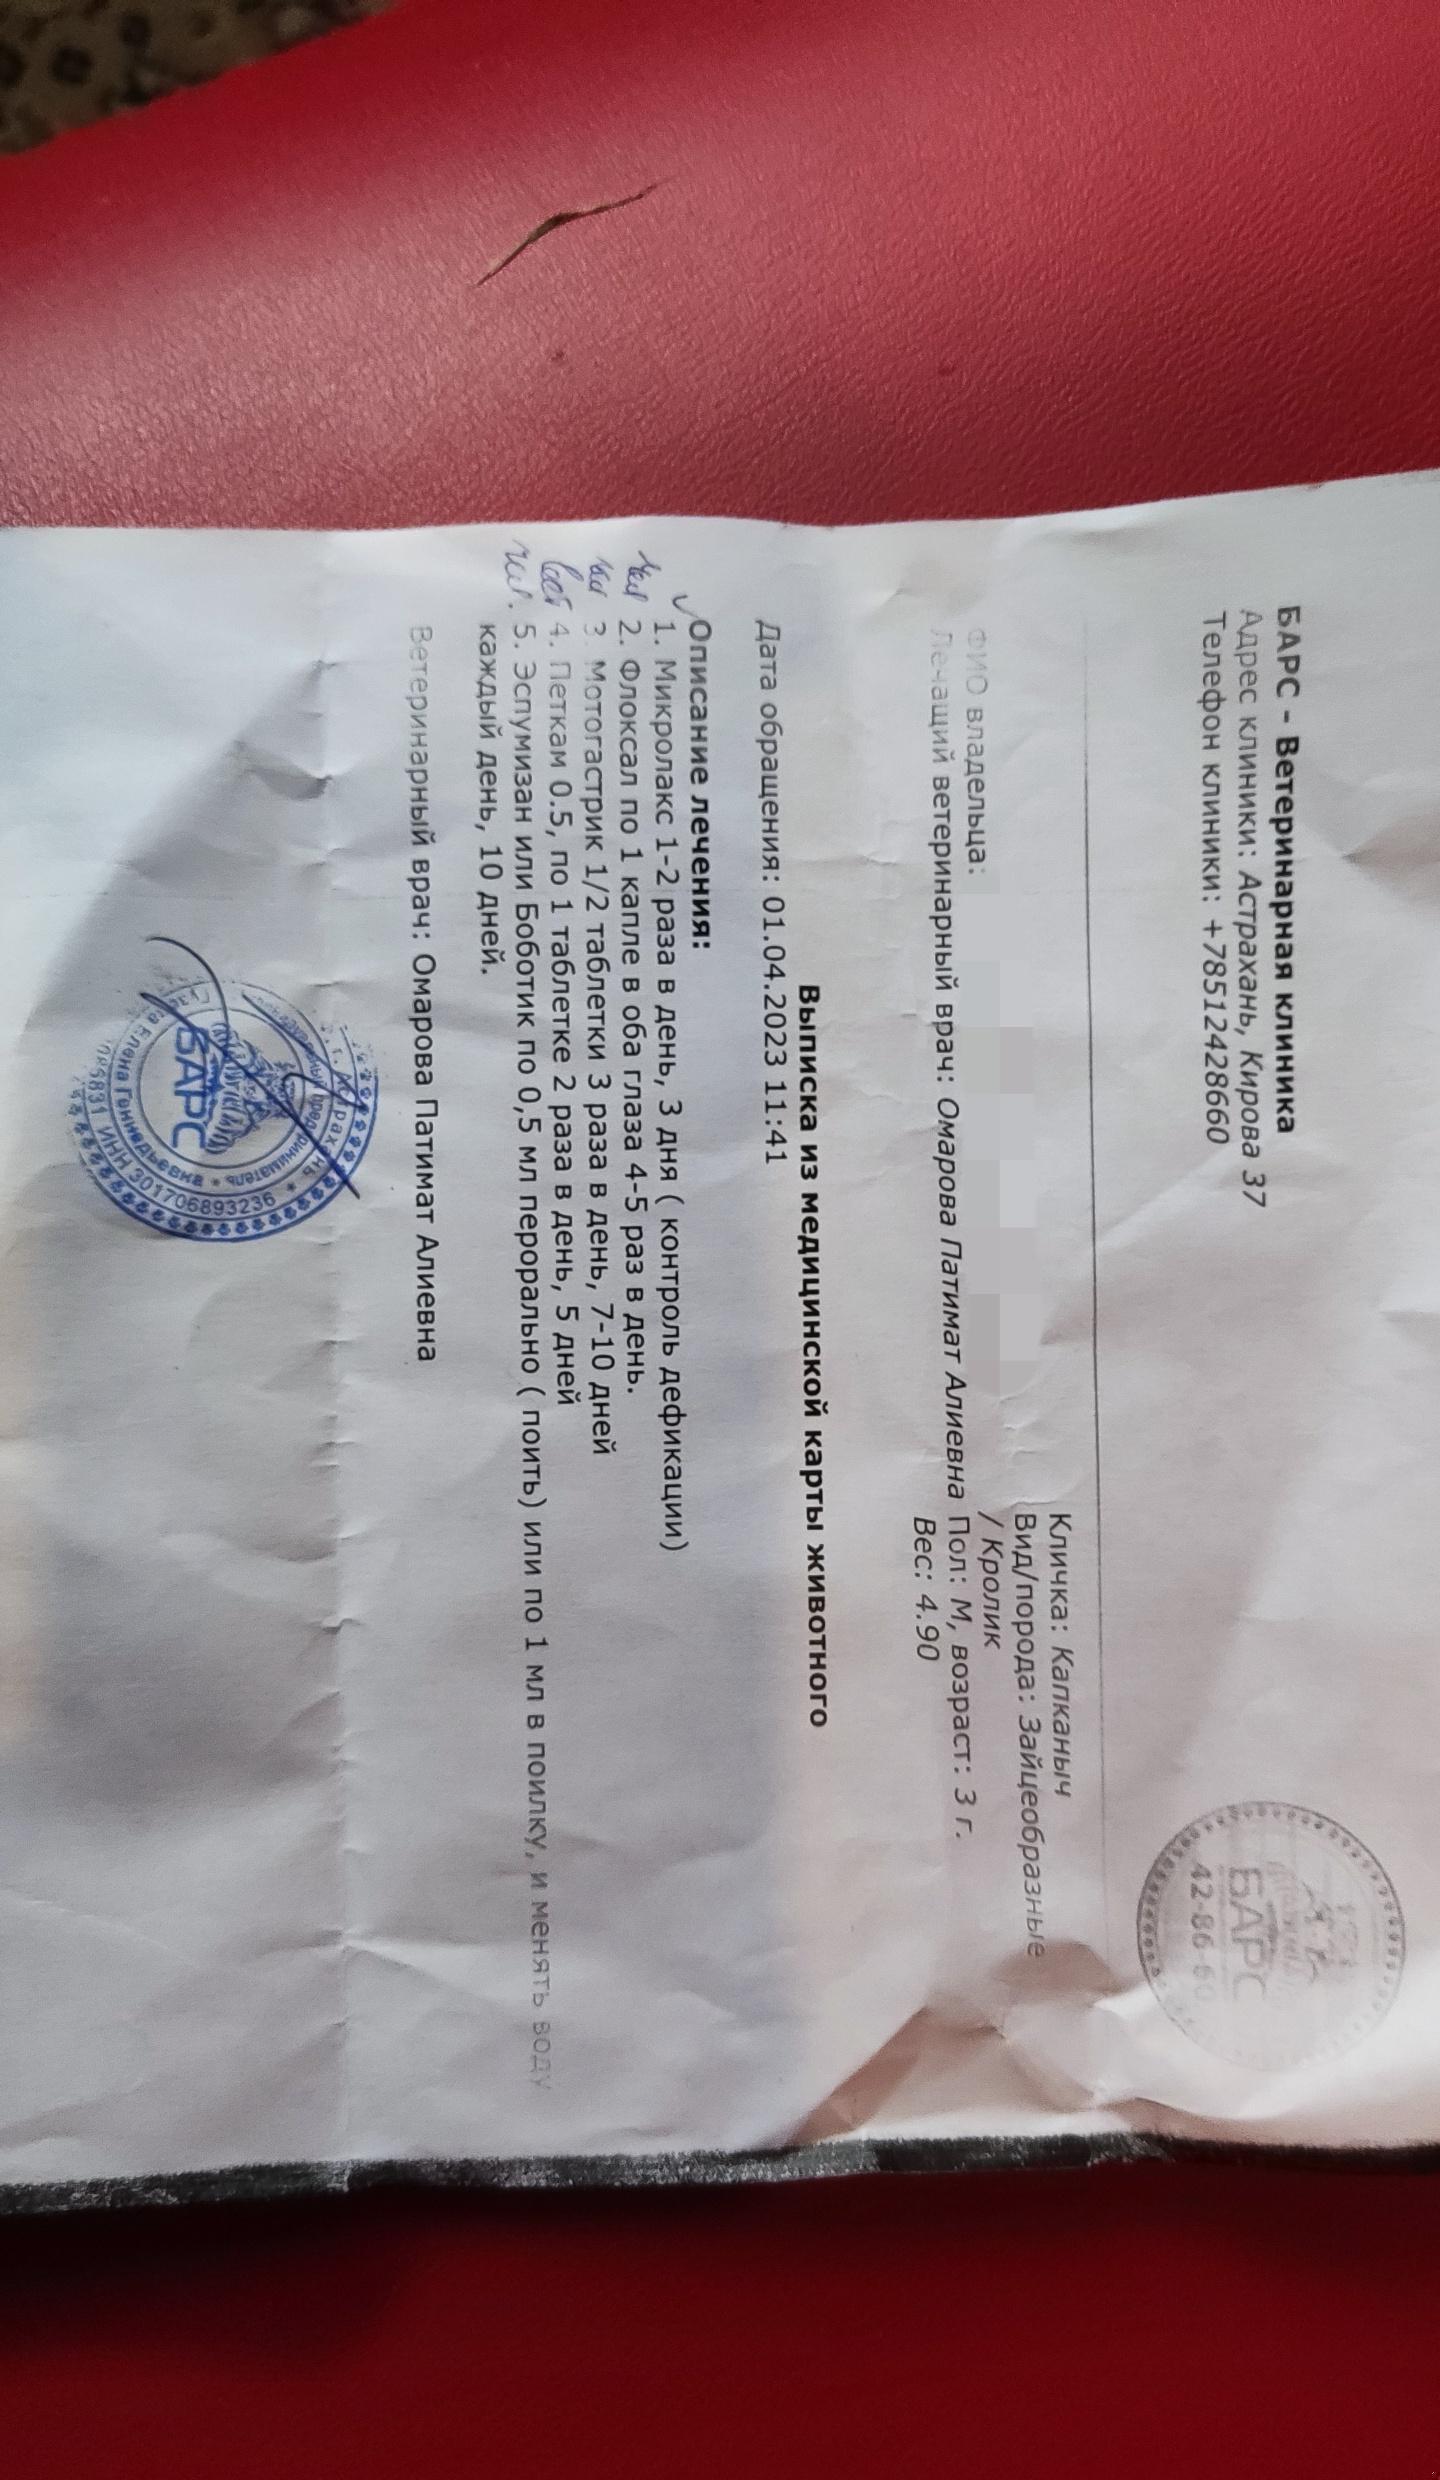 БАРС - Ветеринарная клиника
Адрес клиники: Астрахань, Кирова 37
Телефон клиники: +78512428660
БАРС
42-86-60
Кличка: Капканыч
Вид/порода: Зайцеобразные
/ Кролик
ФИО владельца:
Лечащий ветеринарный врач: Омарова Патимат Алиевна
Пол: М, возраст: 3 г.
Вес: 4.90
Выписка из медицинской карты животного
Дата обращения: 01.04.2023 11:41
Описание лечения:
1. Микролакс 1-2 раза в день, 3 дня ( контроль дефикации)
2. Флоксал по 1 капле в оба глаза 4-5 раз в день.
3. Мотогастрик 1/2 таблетки 3 раза в день, 7-10 дней
вет 4. Петкам 0.5, по 1 таблетке 2 раза в день, 5 дней
5. Эспумизан или Боботик по 0,5 мл перорально ( поить) или по 1 мл в поилку, и менять воду
каждый день, 10 дней.
Ветеринарный врач: Омарова Патимат Алиевна
БАРС
Елена Геннадьевна
ИНН 301706893236